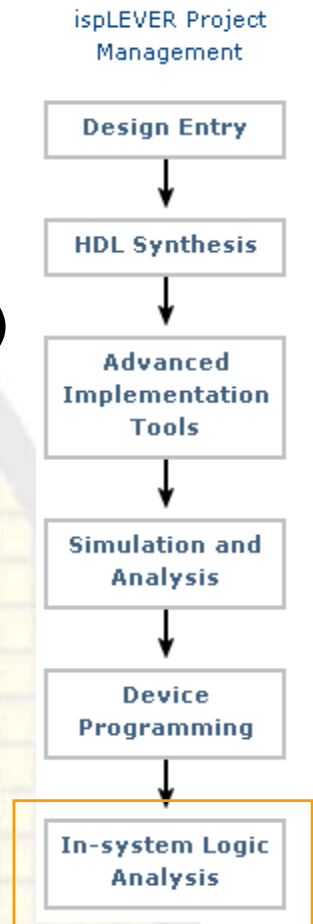 ispLEVER Project
Management
Design Entry
HDL Synthesis
Advanced
Implementation
Tools
Simulation and
Analysis
Device
Programming
In-system Logic
Analysis